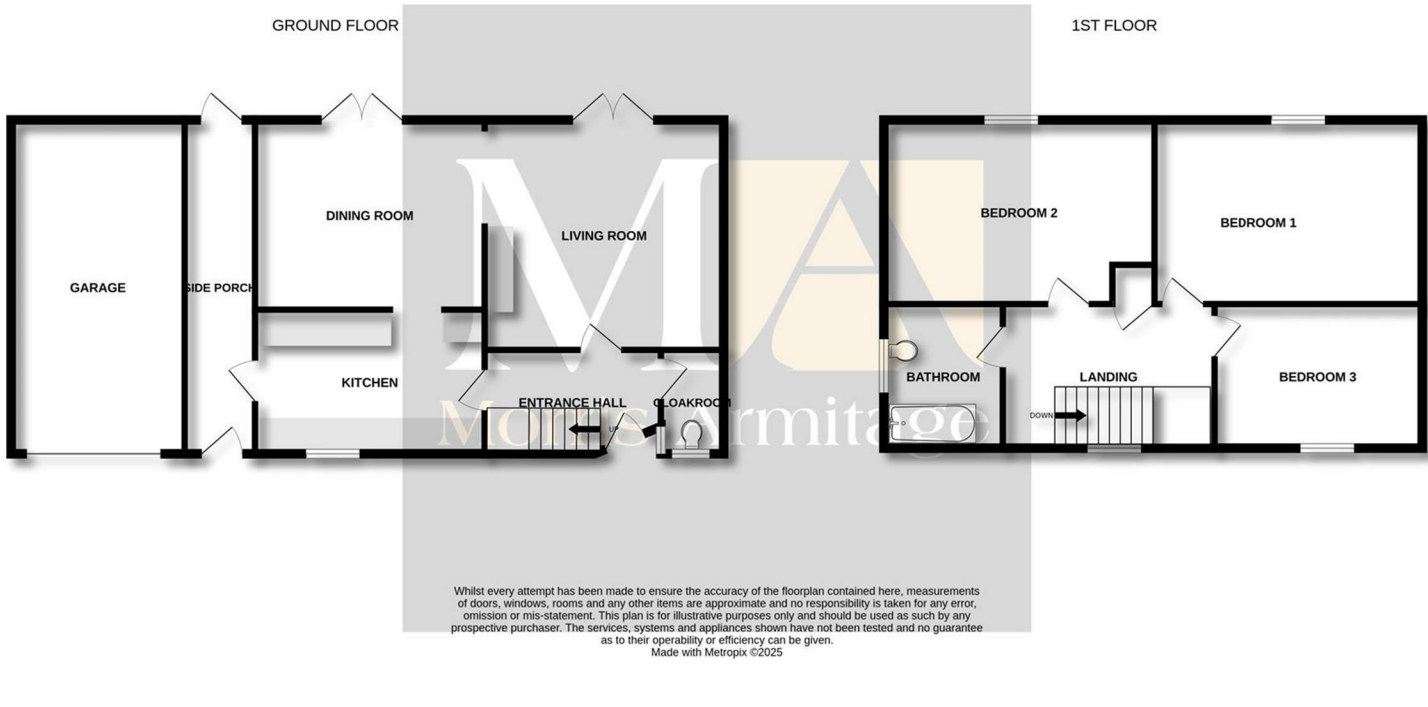 GROUND FLOOR
1ST FLOOR
DINING ROOM
LIVING ROOM
GARAGE
SIDE PORCH
KITCHEN
ENTRANCE HALL
CLOAKROOM
UP
BEDROOM 2
BEDROOM 1
BATHROOM
LANDING
BEDROOM 3
DOWN
MA
Morris Armitage
Whilst every attempt has been made to ensure the accuracy of the floorplan contained here, measurements
of doors, windows, rooms and any other items are approximate and no responsibility is taken for any error,
omission or mis-statement. This plan is for illustrative purposes only and should be used as such by any
prospective purchaser. The services, systems and appliances shown have not been tested and no guarantee
as to their operability or efficiency can be given.
Made with Metropix ©2025